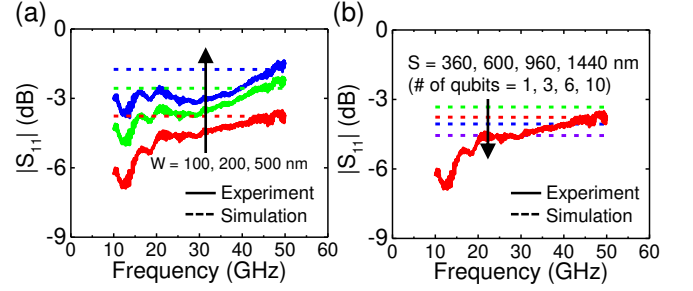 (a)
0
-3
-6
-9
|S11| (dB)
W = 100, 200, 500 nm
Experiment
Simulation
0 10 20 30 40 50 60
Frequency (GHz)
(b)
0
-3
-6
-9
|S11| (dB)
S = 360, 600, 960, 1440 nm
(# of qubits = 1, 3, 6, 10)
Experiment
Simulation
0 10 20 30 40 50 60
Frequency (GHz)